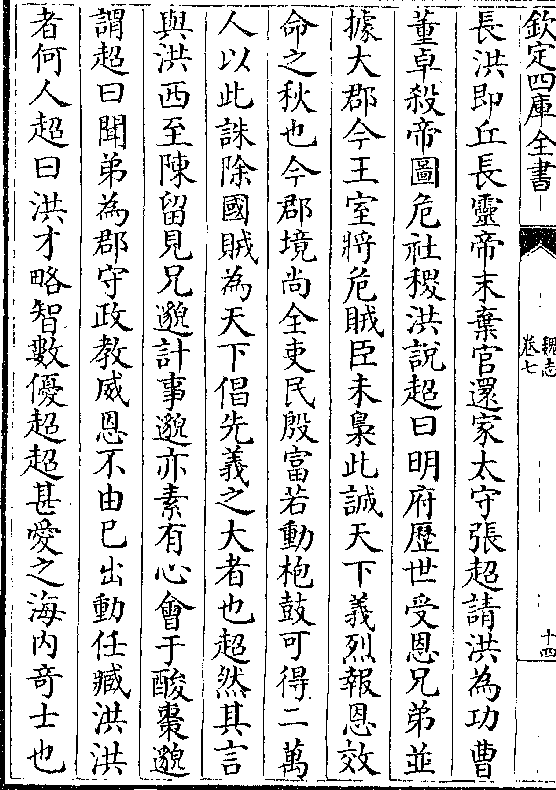 欽定四庫全書
魏志
卷七
十四
長洪即丘長靈帝末棄官還家太守張超請洪為功曹
董卓殺帝圖危社稷洪說超曰明府歷世受恩兄弟並
據大郡今王室將危賊臣未梟此誠天下義烈報恩效
命之秋也今郡境尚全吏民殷富若動枹鼓可得二萬
人以此誅除國賊為天下倡先義之大者也超然其言
與洪西至陳留見兄邈計事邈亦素有心會于酸棗邈
謂超曰聞弟為郡守政教威恩不由已出動任臧洪洪
者何人超曰洪才略智數優超超甚愛之海內奇士也